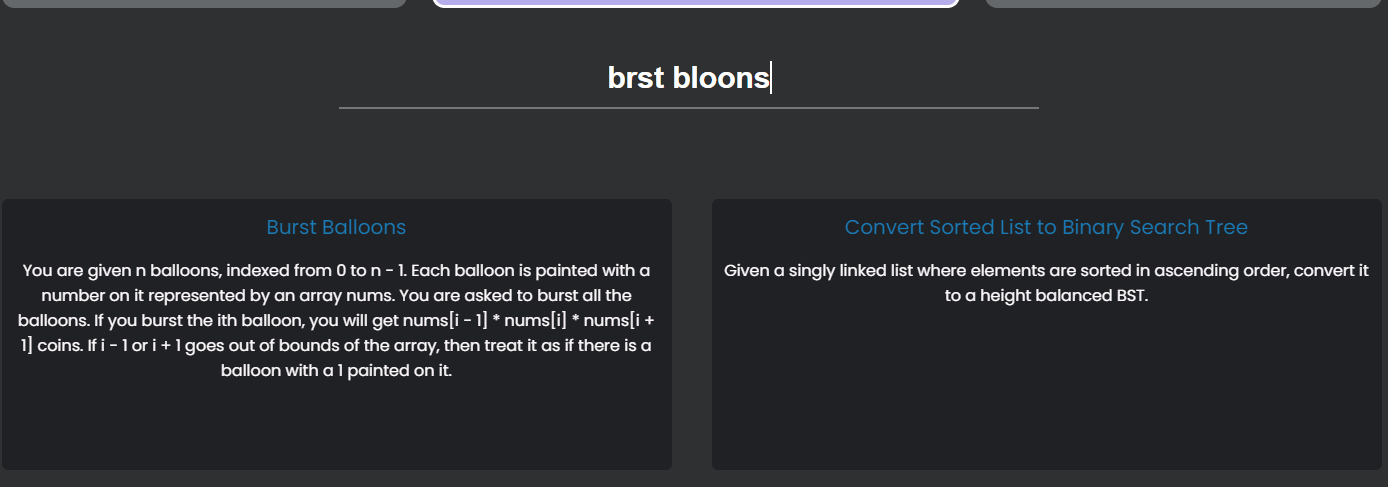 brst bloons
Burst Balloons
You are given n balloons, indexed from 0 to n - 1. Each balloon is painted with a
number on it represented by an array nums. You are asked to burst all the
balloons. If you burst the ith balloon, you will get nums[i - 1] * nums[i] * nums[i +
1] coins. If i - 1 or i + 1 goes out of bounds of the array, then treat it as if there is a
balloon with a 1 painted on it.
Convert Sorted List to Binary Search Tree
Given a singly linked list where elements are sorted in ascending order, convert it
to a height balanced BST.